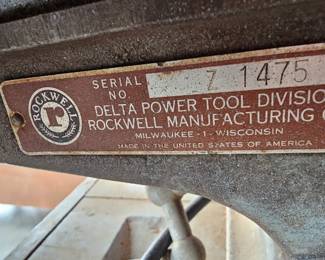 ROCKWELL
R
SERIAL
NO
Z 1475
DELTA POWER TOOL DIVISIO
ROCKWELL MANUFACTURING C
MILWAUKEE - 1 - WISCONSIN
MADE IN THE UNITED STATES OF AMERICA